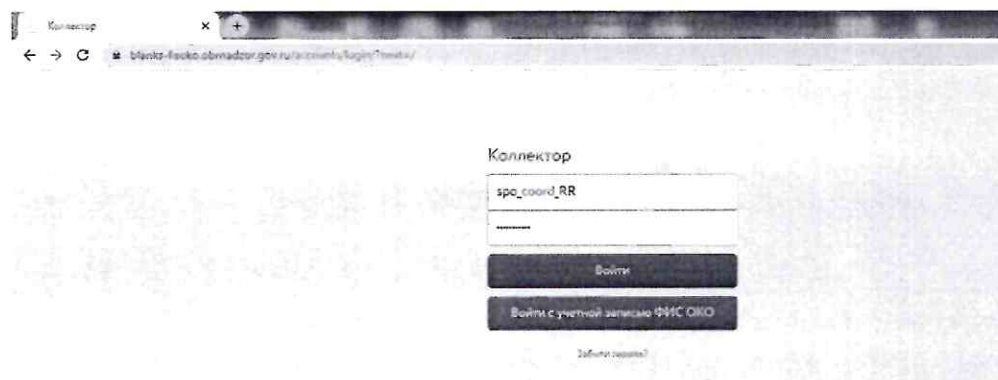 Коллектор
blanks-fisoko.obrnadzor.gov.ru/accounts/login/?next=/
Коллектор
spo_coord_RR
Войти
Войти с учетной записью ФИС ОКО
Забыли пароль?